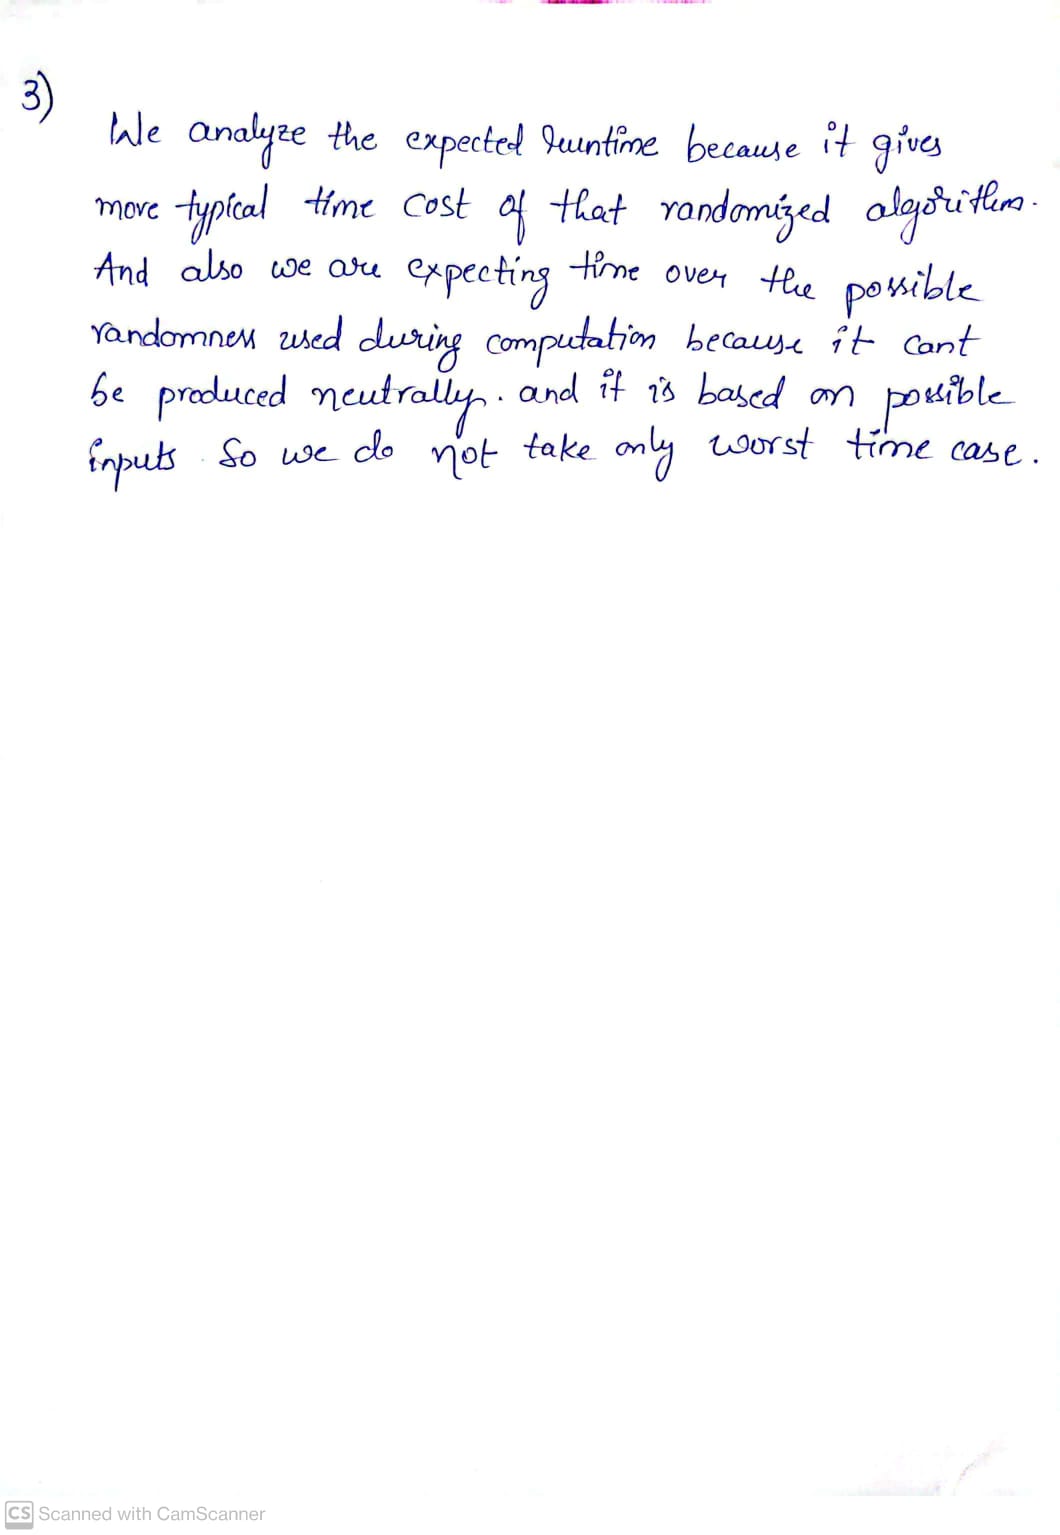 3)
We analyze the expected runtime because it gives
more typical time cost of that randomized algorithm.
And also we are expecting time over the possible
randomness used during computation because it cant
be produced neutrally. and it is based on possible
inputs. So we do not take only worst time case.
CS Scanned with CamScanner